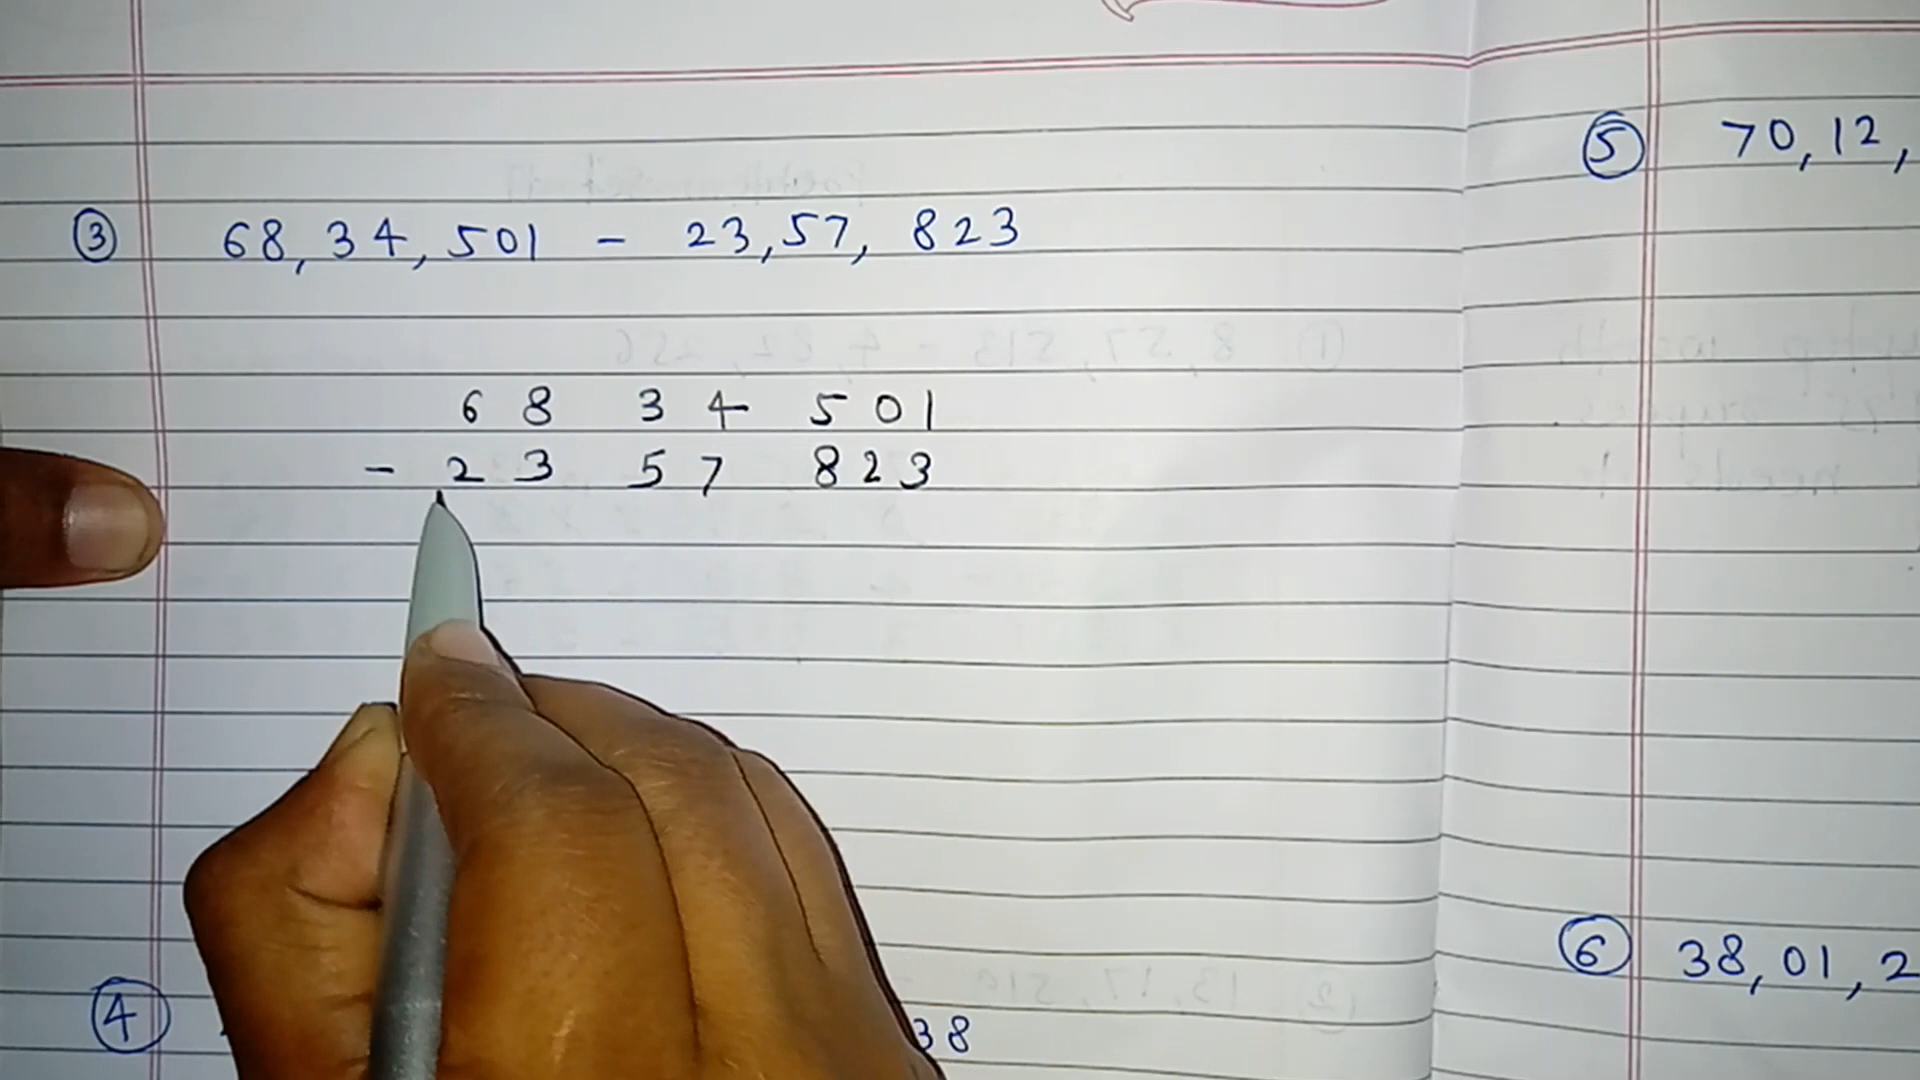 ③ 68,34,501 - 23,57,823
68 34 501
- 23 57 823
④ 38
⑤ 70,12,
⑥ 38,01,2